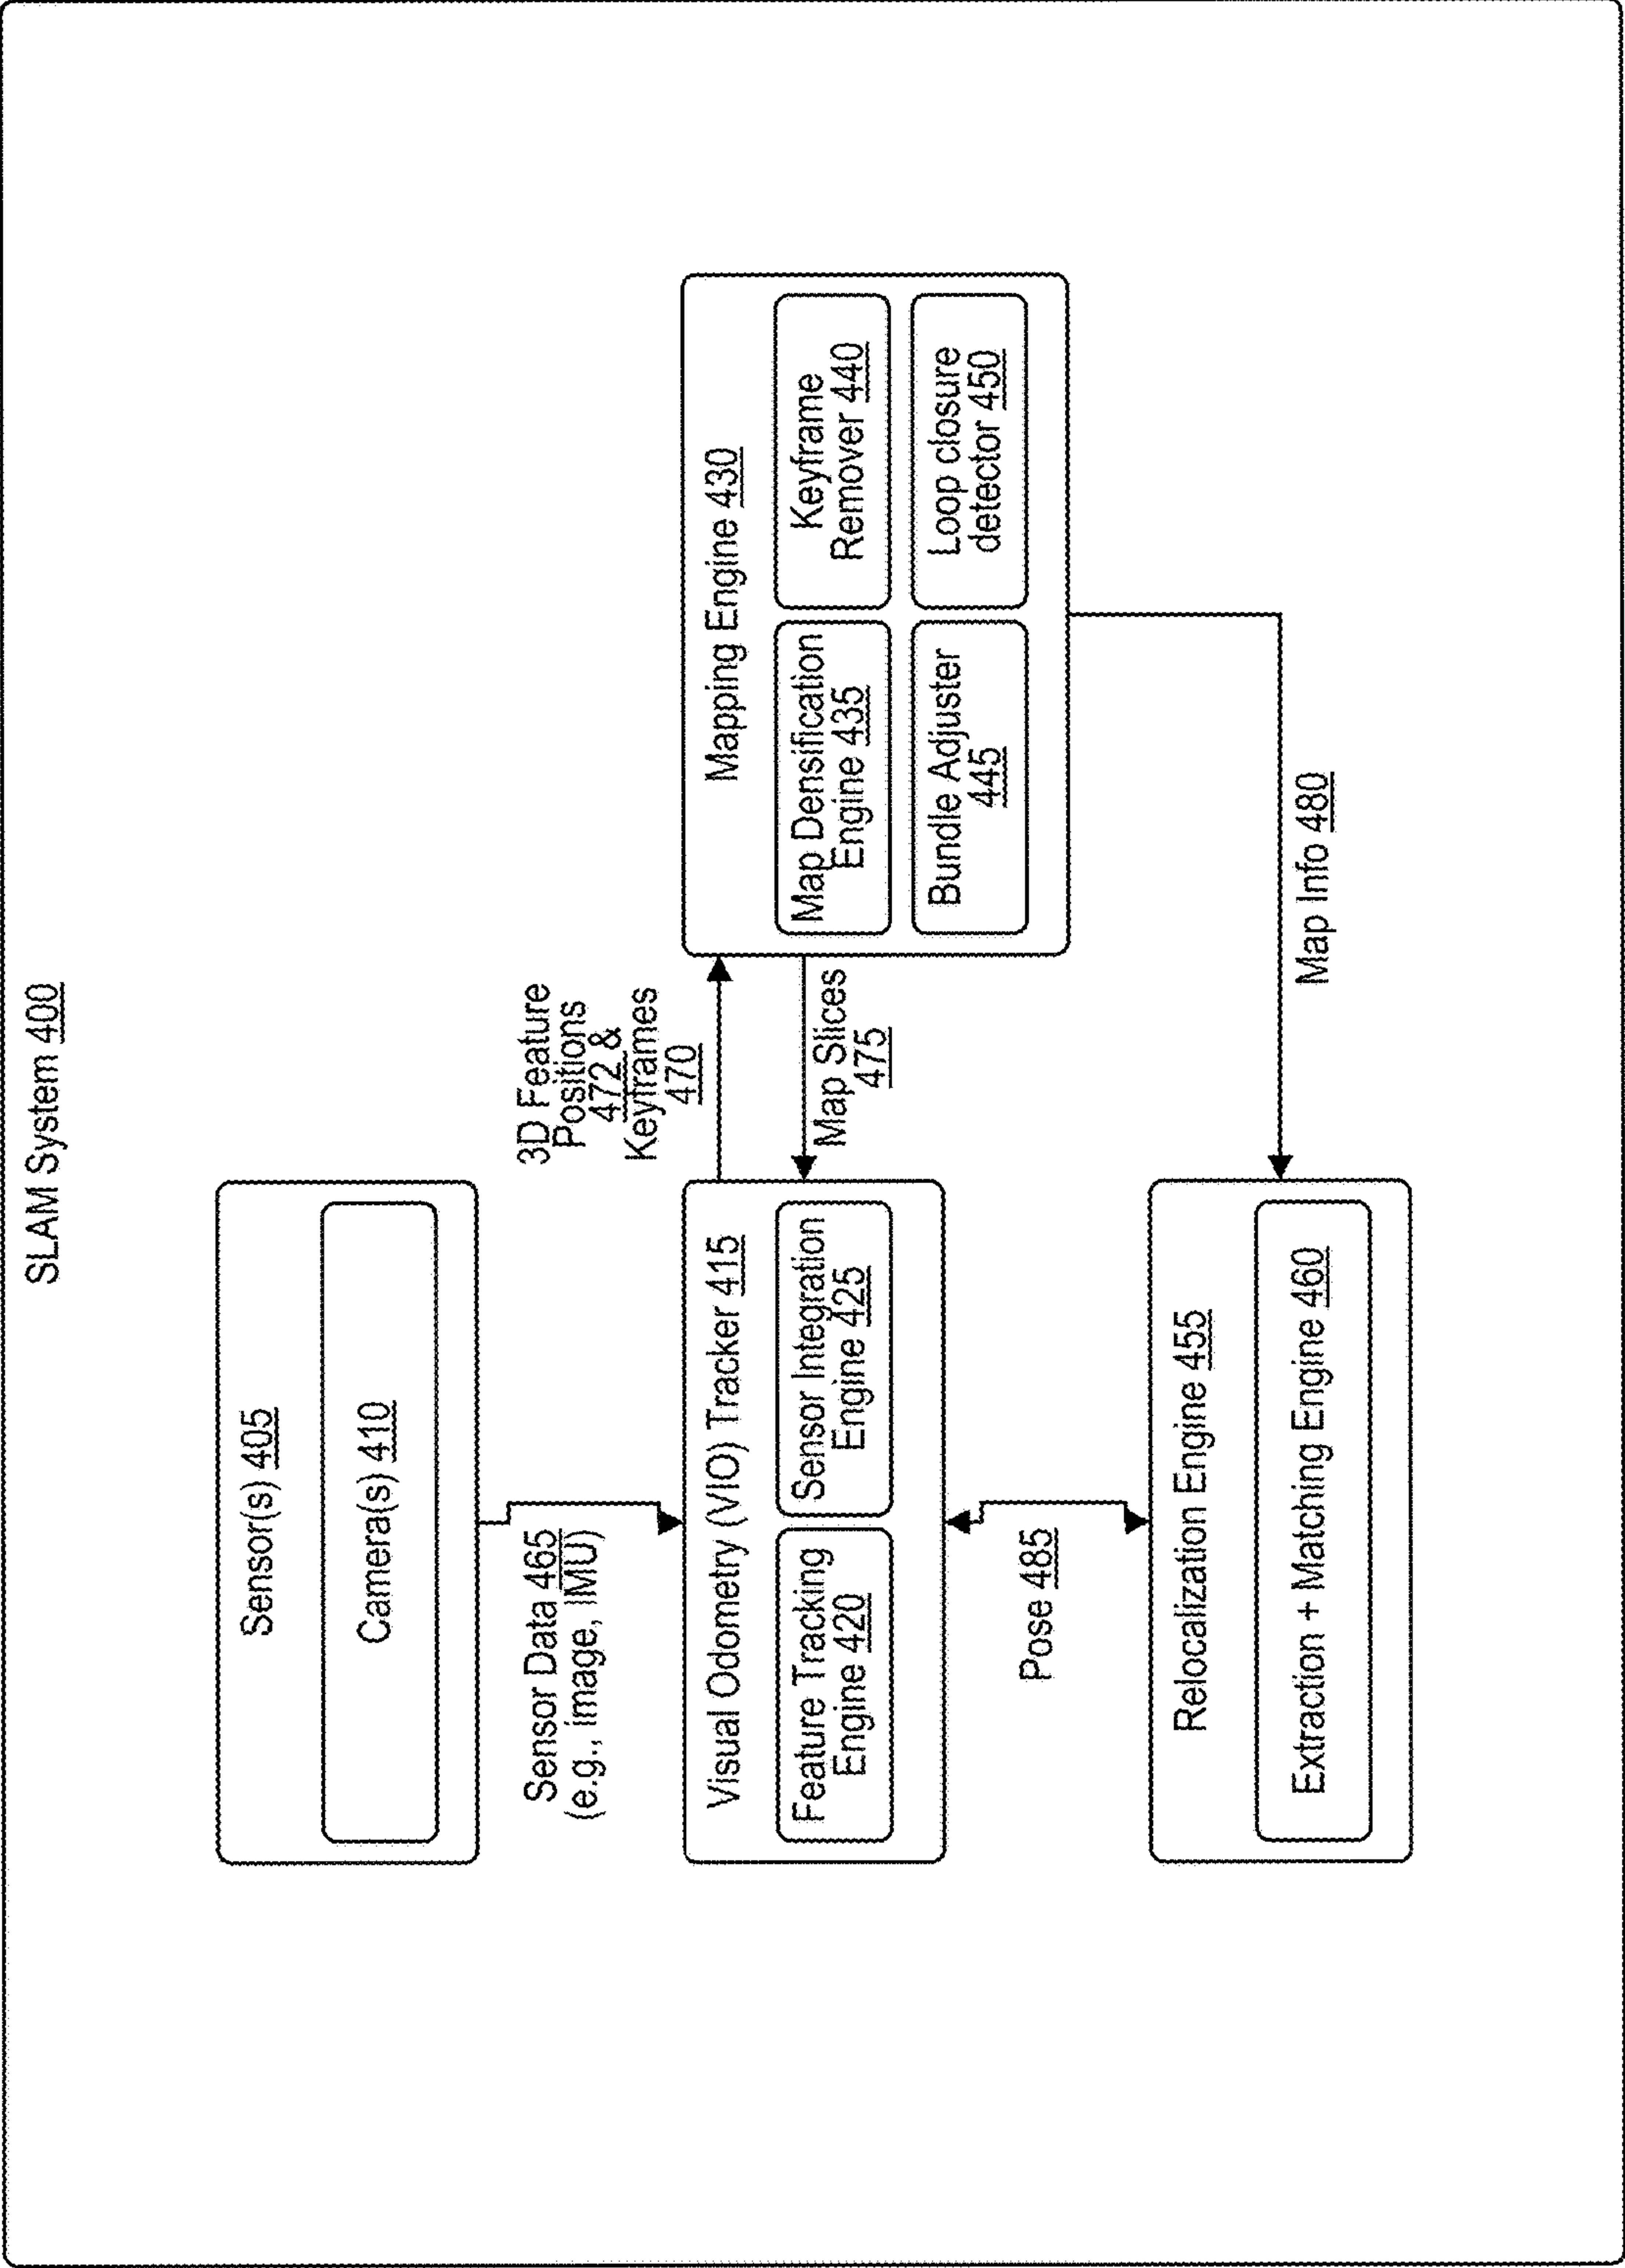 SLAM System 400
Sensor(s) 405
Camera(s) 410
Sensor Data 465
(e.g., image, IMU)
3D Feature
Positions
472 &
Keyframes
470
Visual Odometry (VIO) Tracker 415
Feature Tracking
Engine 420
Sensor Integration
Engine 425
Map Slices
475
Mapping Engine 430
Map Densification
Engine 435
Keyframe
Remover 440
Bundle Adjuster
445
Loop closure
detector 450
Pose 485
Relocalization Engine 455
Extraction + Matching Engine 460
Map Info 480